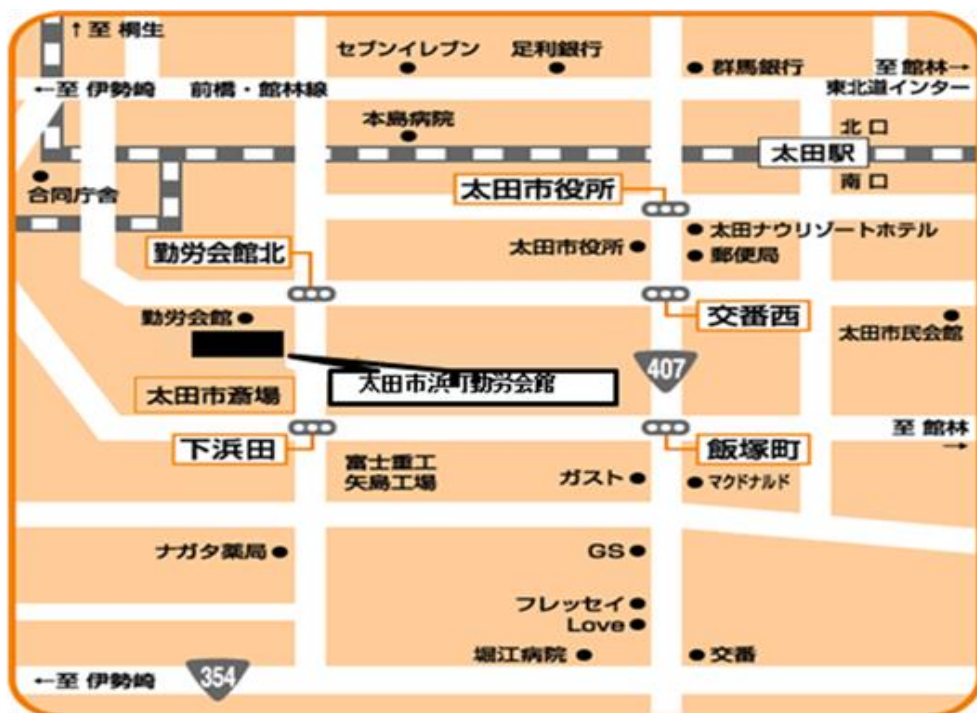 ↑至 桐生
セブンイレブン
足利銀行
群馬銀行
至 館林→
東北道インター
←至 伊勢崎
前橋・館林線
本島病院
北口
太田駅
南口
合同庁舎
太田市役所
太田ナウリゾートホテル
太田市役所
郵便局
勤労会館北
勤労会館
交番西
太田市民会館
407
太田市浜町勤労会館
太田市斎場
下浜田
飯塚町
至 館林
→
富士重工
矢島工場
ガスト
マクドナルド
ナガタ薬局
GS
フレッセイ
Love
堀江病院
交番
354
←至 伊勢崎